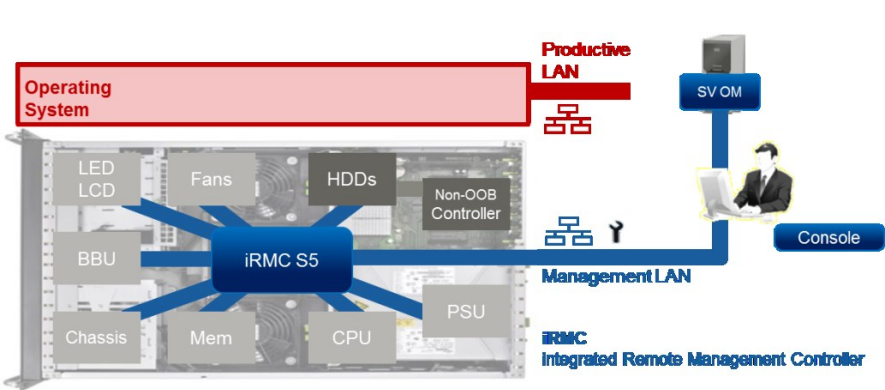 Productive
LAN
Operating
System
SV OM
LED
LCD
Fans
HDDs
Non-OOB
Controller
BBU
iRMC S5
Console
Management LAN
PSU
Chassis
Mem
CPU
iRMC
Integrated Remote Management Controller